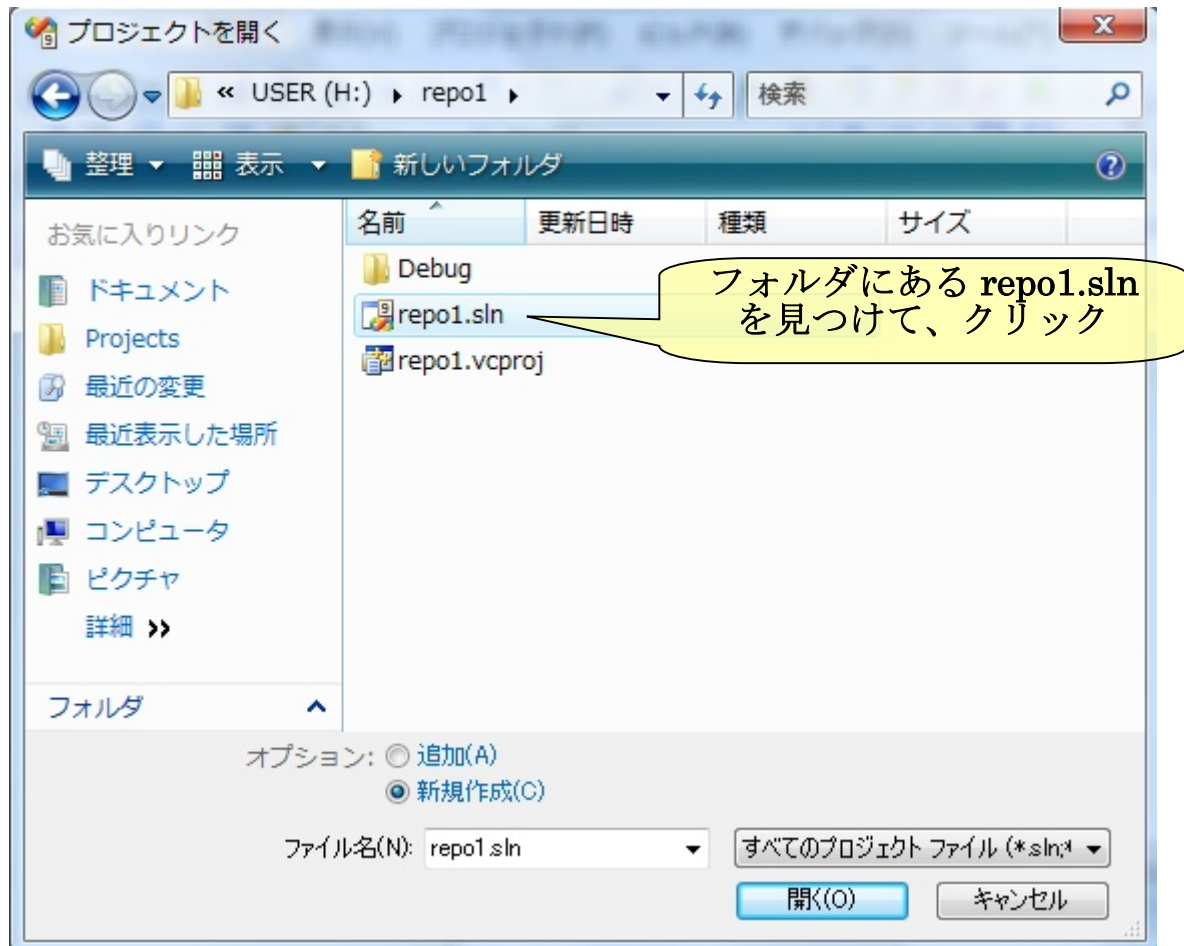 プロジェクトを開く
« USER (H:) ▸ repo1 ▸
検索
整理 表示 新しいフォルダ
お気に入りリンク
ドキュメント
Projects
最近の変更
最近表示した場所
デスクトップ
コンピュータ
ピクチャ
詳細 »
フォルダ
名前 更新日時 種類 サイズ
Debug
repo1.sln
repo1.vcproj
フォルダにある repo1.sln
を見つけて、クリック
オプション: 追加(A)
新規作成(C)
ファイル名(N): repo1.sln
すべてのプロジェクト ファイル (*.sln;*
開く(O) キャンセル